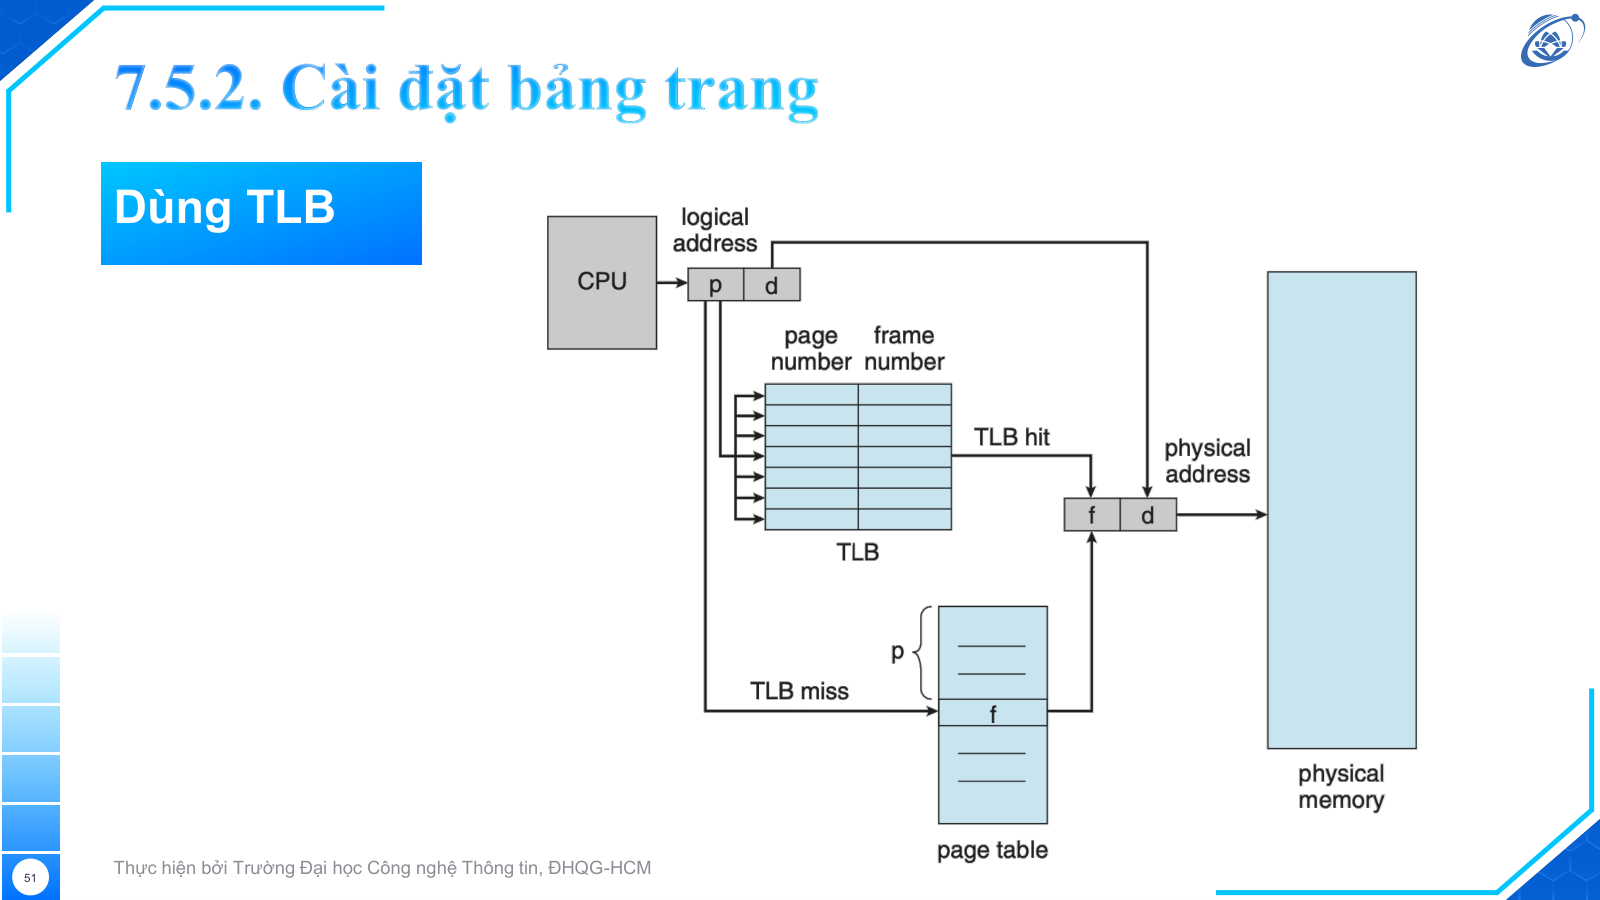 7.5.2. Cài đặt bảng trang
Dùng TLB
logical
address
CPU
p
d
page
number
frame
number
TLB hit
TLB
physical
address
f
d
p
TLB miss
f
page table
physical
memory
51
Thực hiện bởi Trường Đại học Công nghệ Thông tin, ĐHQG-HCM